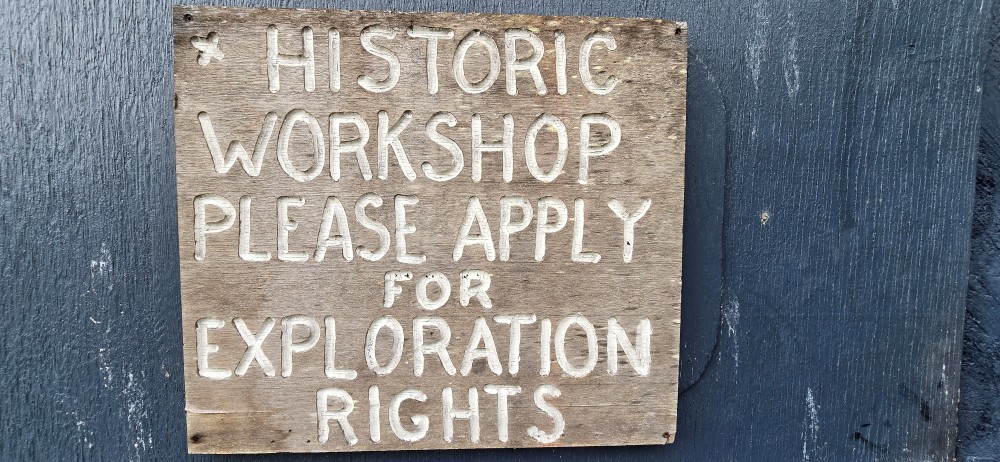 HISTORIC
WORKSHOP
PLEASE APPLY
FOR
EXPLORATION
RIGHTS